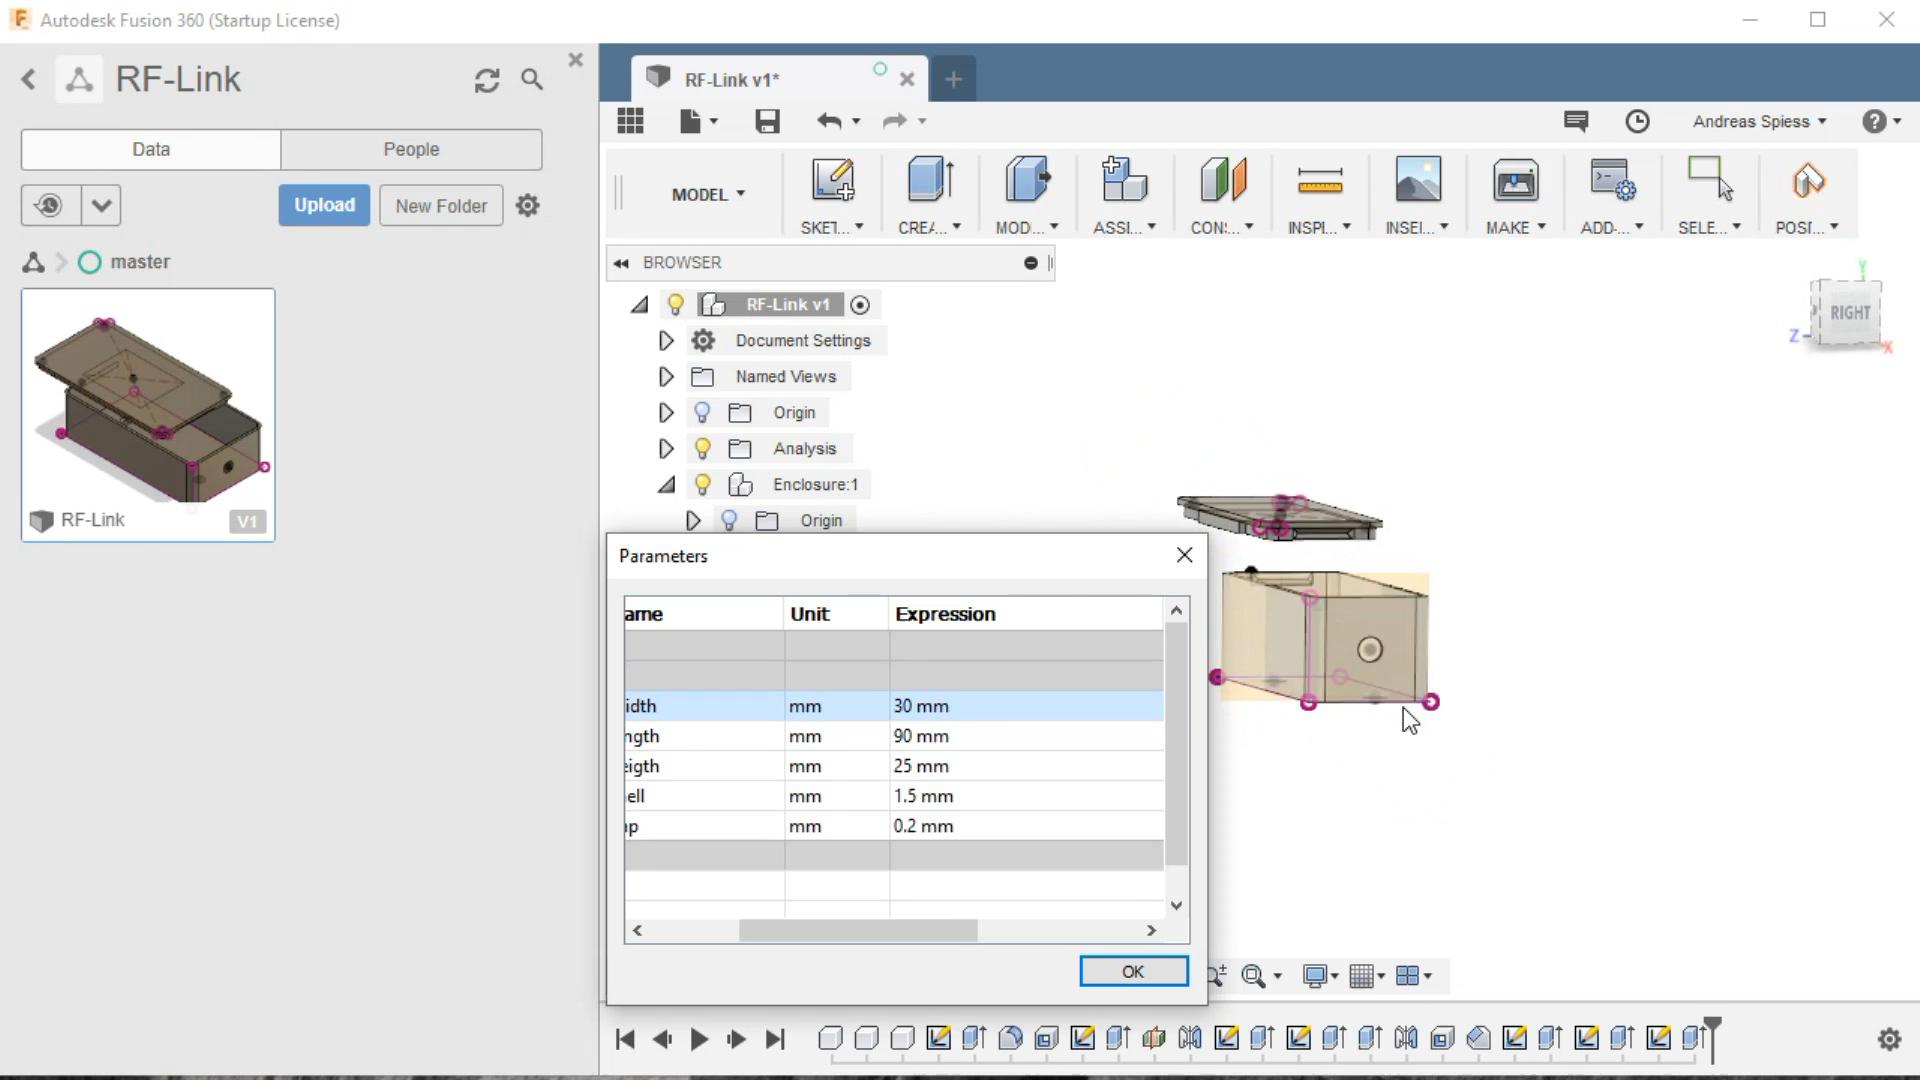 Autodesk Fusion 360 (Startup License)
RF-Link
Data
People
Upload
New Folder
master
RF-Link
V1
RF-Link v1*
Andreas Spiess
MODEL
SKET...
CREA...
MOD...
ASSI...
CON...
INSPI...
INSEI...
MAKE
ADD-...
SELE...
POSI...
BROWSER
RF-Link v1
Document Settings
Named Views
Origin
Analysis
Enclosure:1
Origin
Y
RIGHT
Z
X
Parameters
ame Unit Expression
idth mm 30 mm
ngth mm 90 mm
eigth mm 25 mm
ell mm 1.5 mm
ap mm 0.2 mm
OK